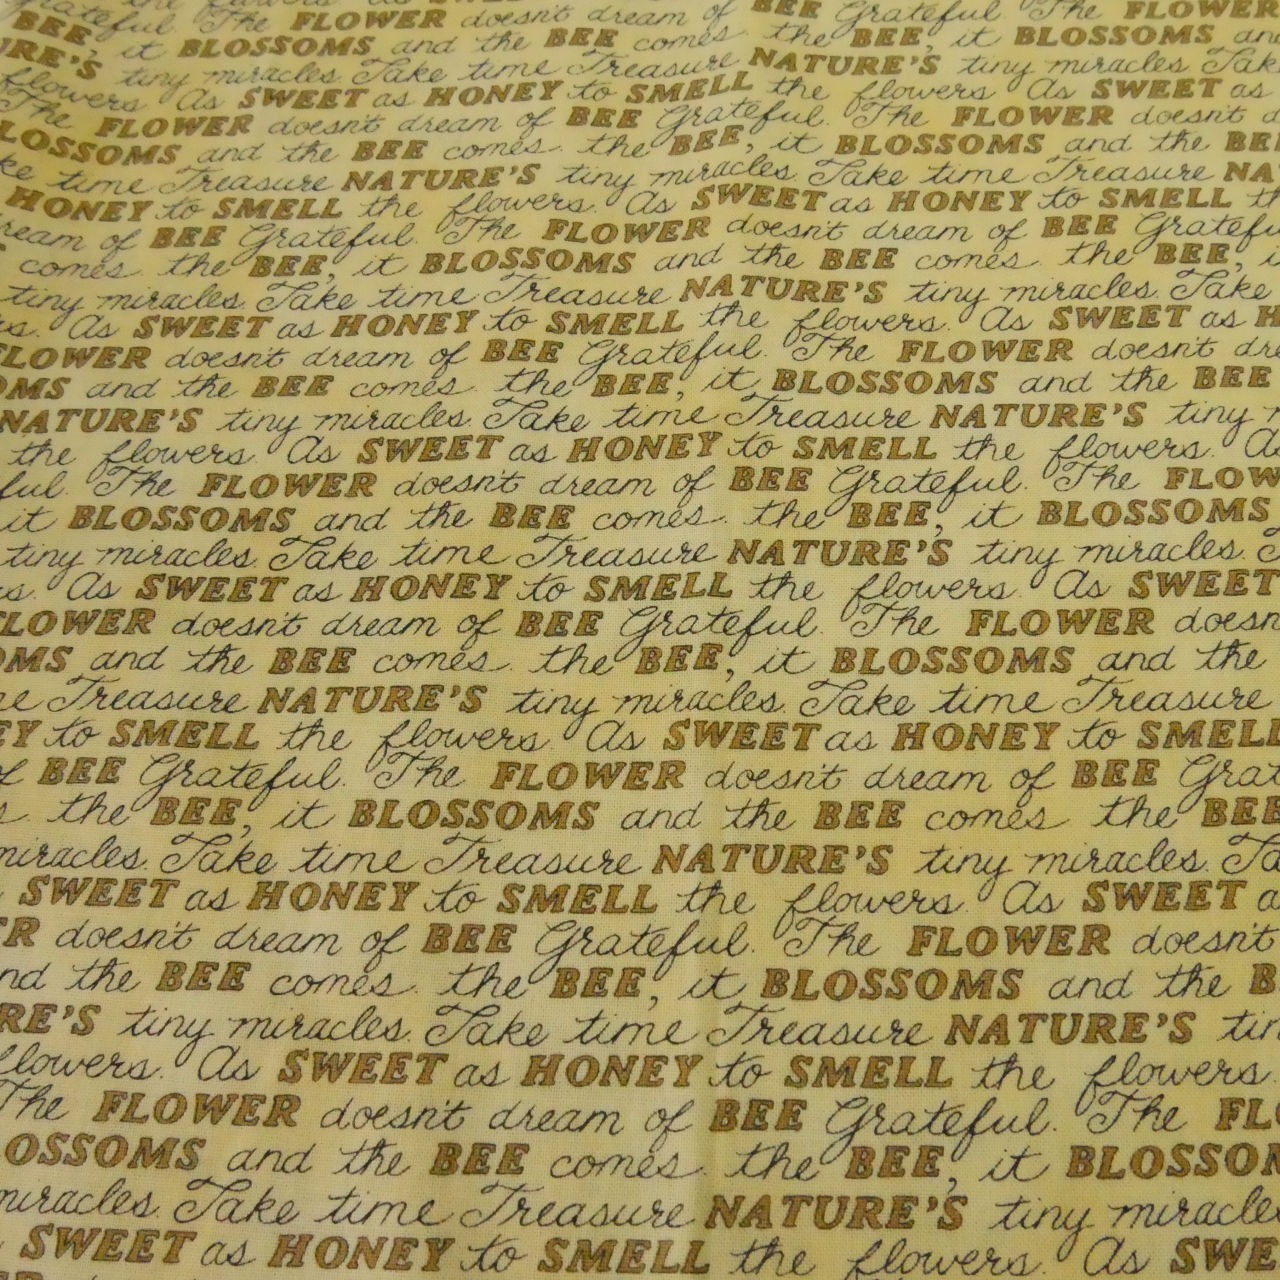 grateful. The FLOWER doesn't dream of BEE Grateful. The FLOWER
BEE, it BLOSSOMS and the BEE comes. the BEE, it BLOSSOMS and
tiny miracles. Take time Treasure NATURE'S tiny miracles. Take
flowers. As SWEET as HONEY to SMELL the flowers. As SWEET as
The FLOWER doesn't dream of BEE Grateful. The FLOWER doesn't
BLOSSOMS and the BEE comes. the BEE, it BLOSSOMS and the BEE
time Treasure NATURE'S tiny miracles. Take time Treasure
HONEY to SMELL the flowers. As SWEET as HONEY to SMELL
dream of BEE Grateful. The FLOWER doesn't dream of BEE Grateful
comes. the BEE, it BLOSSOMS and the BEE comes. the BEE,
tiny miracles. Take time Treasure NATURE'S tiny miracles. Take
As SWEET as HONEY to SMELL the flowers. As SWEET as
FLOWER doesn't dream of BEE Grateful. The FLOWER doesn't
and the BEE comes. the BEE, it BLOSSOMS and the BEE
NATURE'S tiny miracles. Take time Treasure NATURE'S tiny
the flowers. As SWEET as HONEY to SMELL the flowers.
The FLOWER doesn't dream of BEE Grateful. The
it BLOSSOMS and the BEE comes. the BEE, it BLOSSOMS
tiny miracles. Take time Treasure NATURE'S tiny miracles.
As SWEET as HONEY to SMELL the flowers. As SWEET
FLOWER doesn't dream of BEE Grateful. The FLOWER
and the BEE comes. the BEE, it BLOSSOMS and the
Treasure NATURE'S tiny miracles. Take time Treasure
to SMELL the flowers. As SWEET as HONEY to SMELL
BEE Grateful. The FLOWER doesn't dream of BEE
the BEE, it BLOSSOMS and the BEE comes. the BEE
miracles. Take time Treasure NATURE'S tiny miracles.
SWEET as HONEY to SMELL the flowers. As SWEET
doesn't dream of BEE Grateful. The FLOWER doesn't
and the BEE comes. the BEE, it BLOSSOMS and the
tiny miracles. Take time Treasure NATURE'S
flowers. As SWEET as HONEY to SMELL the flowers.
The FLOWER doesn't dream of BEE Grateful. The
BLOSSOMS and the BEE comes. the BEE, it
miracles. Take time Treasure NATURE'S tiny miracles
SWEET as HONEY to SMELL the flowers. As